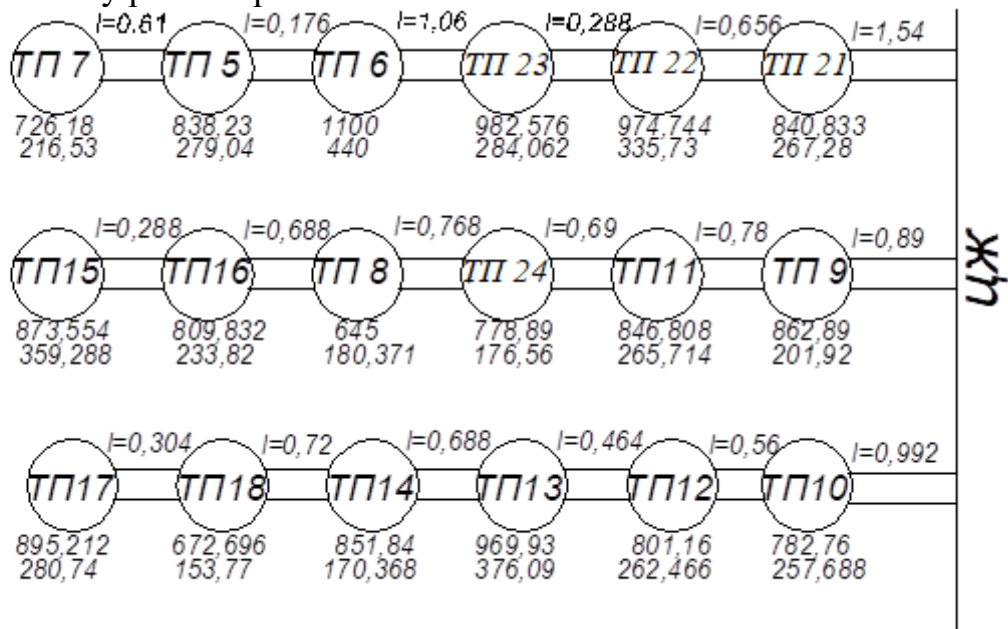 l=0.61 l=0,176 l=1,06 l=0,288 l=0,656 l=1,54
ТП 7 ТП 5 ТП 6 ТП 23 ТП 22 ТП 21
726,18 838,23 1100 982,576 974,744 840,833
216,53 279,04 440 284,062 335,73 267,28
l=0,288 l=0,688 l=0,768 l=0,69 l=0,78 l=0,89
ТП15 ТП16 ТП 8 ТП 24 ТП11 ТП 9
ЦЖ
873,554 809,832 645 778,89 846,808 862,89
359,288 233,82 180,371 176,56 265,714 201,92
l=0,304 l=0,72 l=0,688 l=0,464 l=0,56 l=0,992
ТП17 ТП18 ТП14 ТП13 ТП12 ТП10
895,212 672,696 851,84 969,93 801,16 782,76
280,74 153,77 170,368 376,09 262,466 257,688